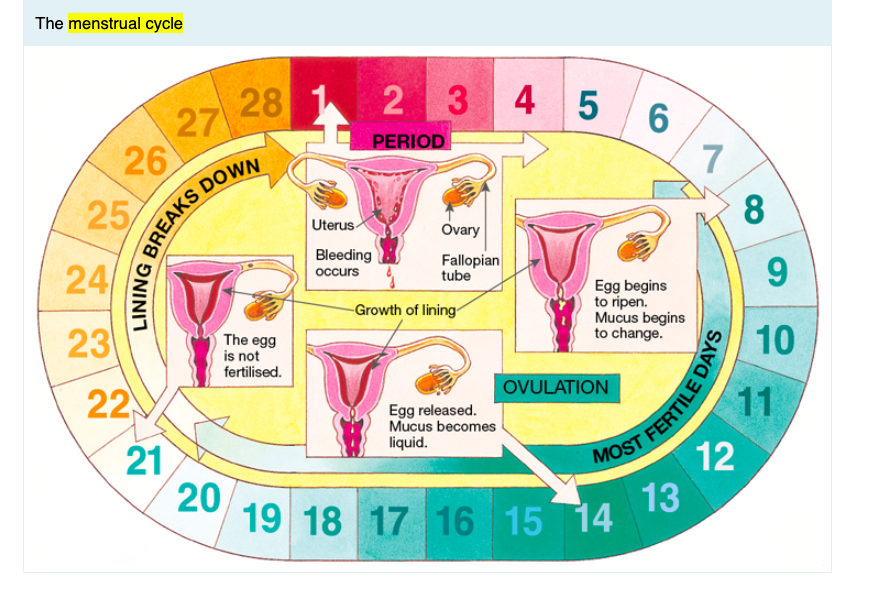 The menstrual cycle
1
2
3
4
5
6
7
8
9
10
11
12
13
14
15
16
17
18
19
20
21
22
23
24
25
26
27
28
PERIOD
Uterus
Bleeding
occurs
Ovary
Fallopian
tube
Egg begins
to ripen.
Mucus begins
to change.
Growth of lining
OVULATION
Egg released.
Mucus becomes
liquid.
MOST FERTILE DAYS
The egg
is not
fertilised.
LINING BREAKS DOWN